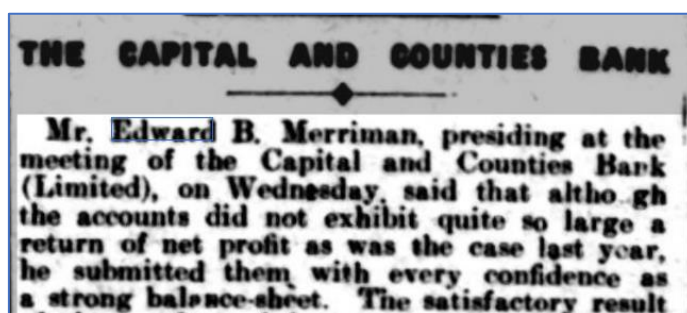 THE CAPITAL AND COUNTIES BANK
Mr. Edward B. Merriman, presiding at the
meeting of the Capital and Counties Bank
(Limited), on Wednesday, said that altho gh
the accounts did not exhibit quite so large a
return of net profit as was the case last year,
he submitted them with every confidence as
a strong balance-sheet. The satisfactory result